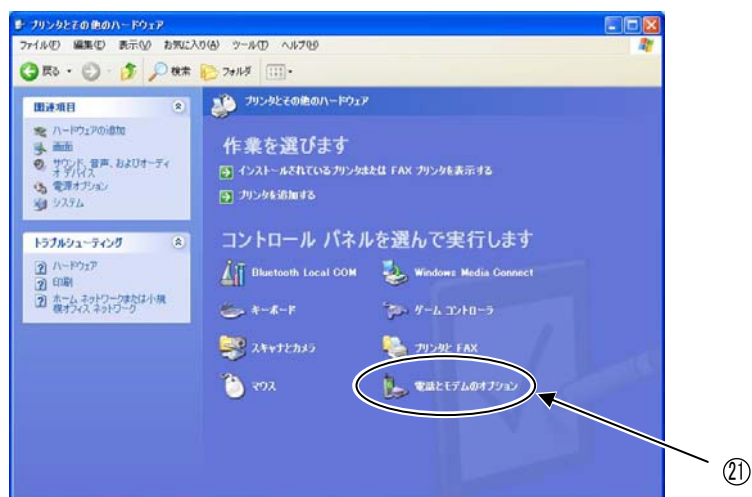 プリンタとその他のハードウェア
ファイル(F) 編集(E) 表示(V) お気に入り(A) ツール(T) ヘルプ(H)
戻る 検索 フォルダ
関連項目
ハードウェアの追加
画面
サウンド、音声、およびオーディ
オ デバイス
電源オプション
システム
トラブルシューティング
ハードウェア
印刷
ホーム ネットワークまたは小規
模オフィス ネットワーク
プリンタとその他のハードウェア
作業を選びます
インストールされているプリンタまたは FAX プリンタを表示する
プリンタを追加する
コントロール パネルを選んで実行します
Bluetooth Local COM
Windows Media Connect
キーボード
ゲーム コントローラ
スキャナとカメラ
プリンタと FAX
マウス
電話とモデムのオプション
㉑